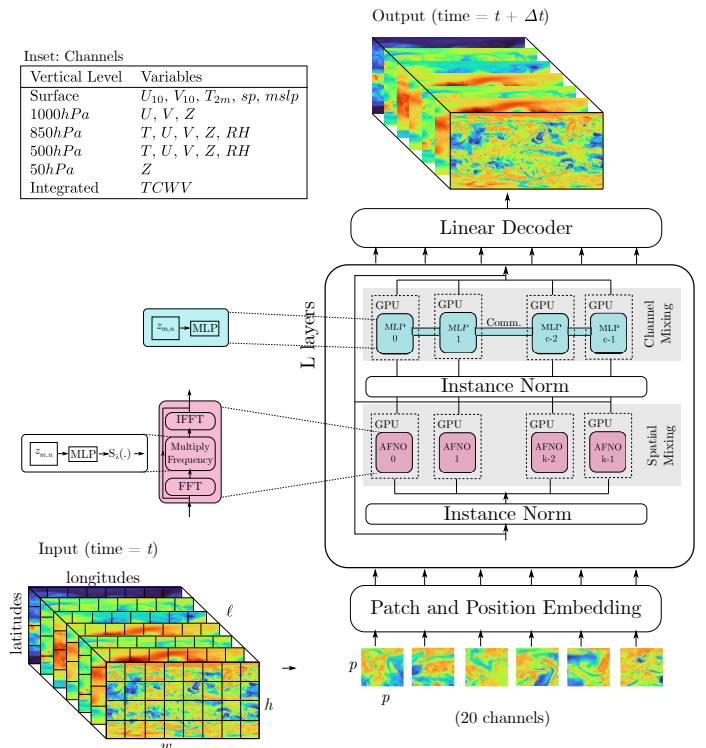 Output (time = t + Δt)
Inset: Channels
Vertical Level Variables
Surface U10, V10, T2m, sp, mslp
1000hPa U, V, Z
850hPa T, U, V, Z, RH
500hPa T, U, V, Z, RH
50hPa Z
Integrated TCWV
Linear Decoder
L layers
GPU GPU GPU GPU
MLP 0
MLP 1
Comm.
MLP c-2
MLP c-1
Channel Mixing
zm,n MLP
Instance Norm
GPU GPU GPU GPU
AFNO 0
AFNO 1
AFNO k-2
AFNO k-1
Spatial Mixing
IFFT
Multiply
Frequency
FFT
zm,n MLP Sλ(.)
Instance Norm
Input (time = t)
longitudes
latitudes
ℓ
h
w
Patch and Position Embedding
p
p
(20 channels)